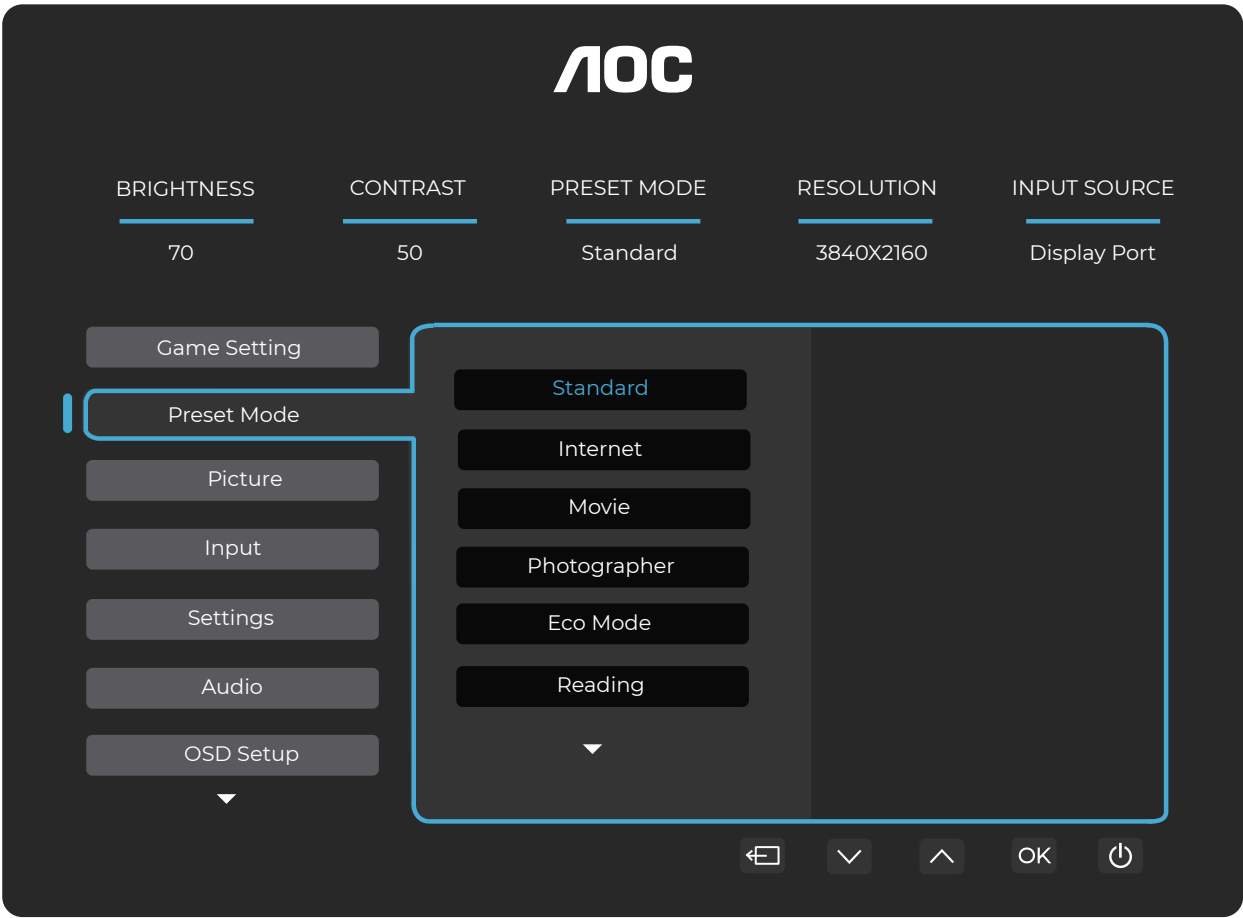 AOC
BRIGHTNESS CONTRAST PRESET MODE RESOLUTION INPUT SOURCE
70 50 Standard 3840X2160 Display Port
Game Setting
Preset Mode
Picture
Input
Settings
Audio
OSD Setup
Standard
Internet
Movie
Photographer
Eco Mode
Reading
OK